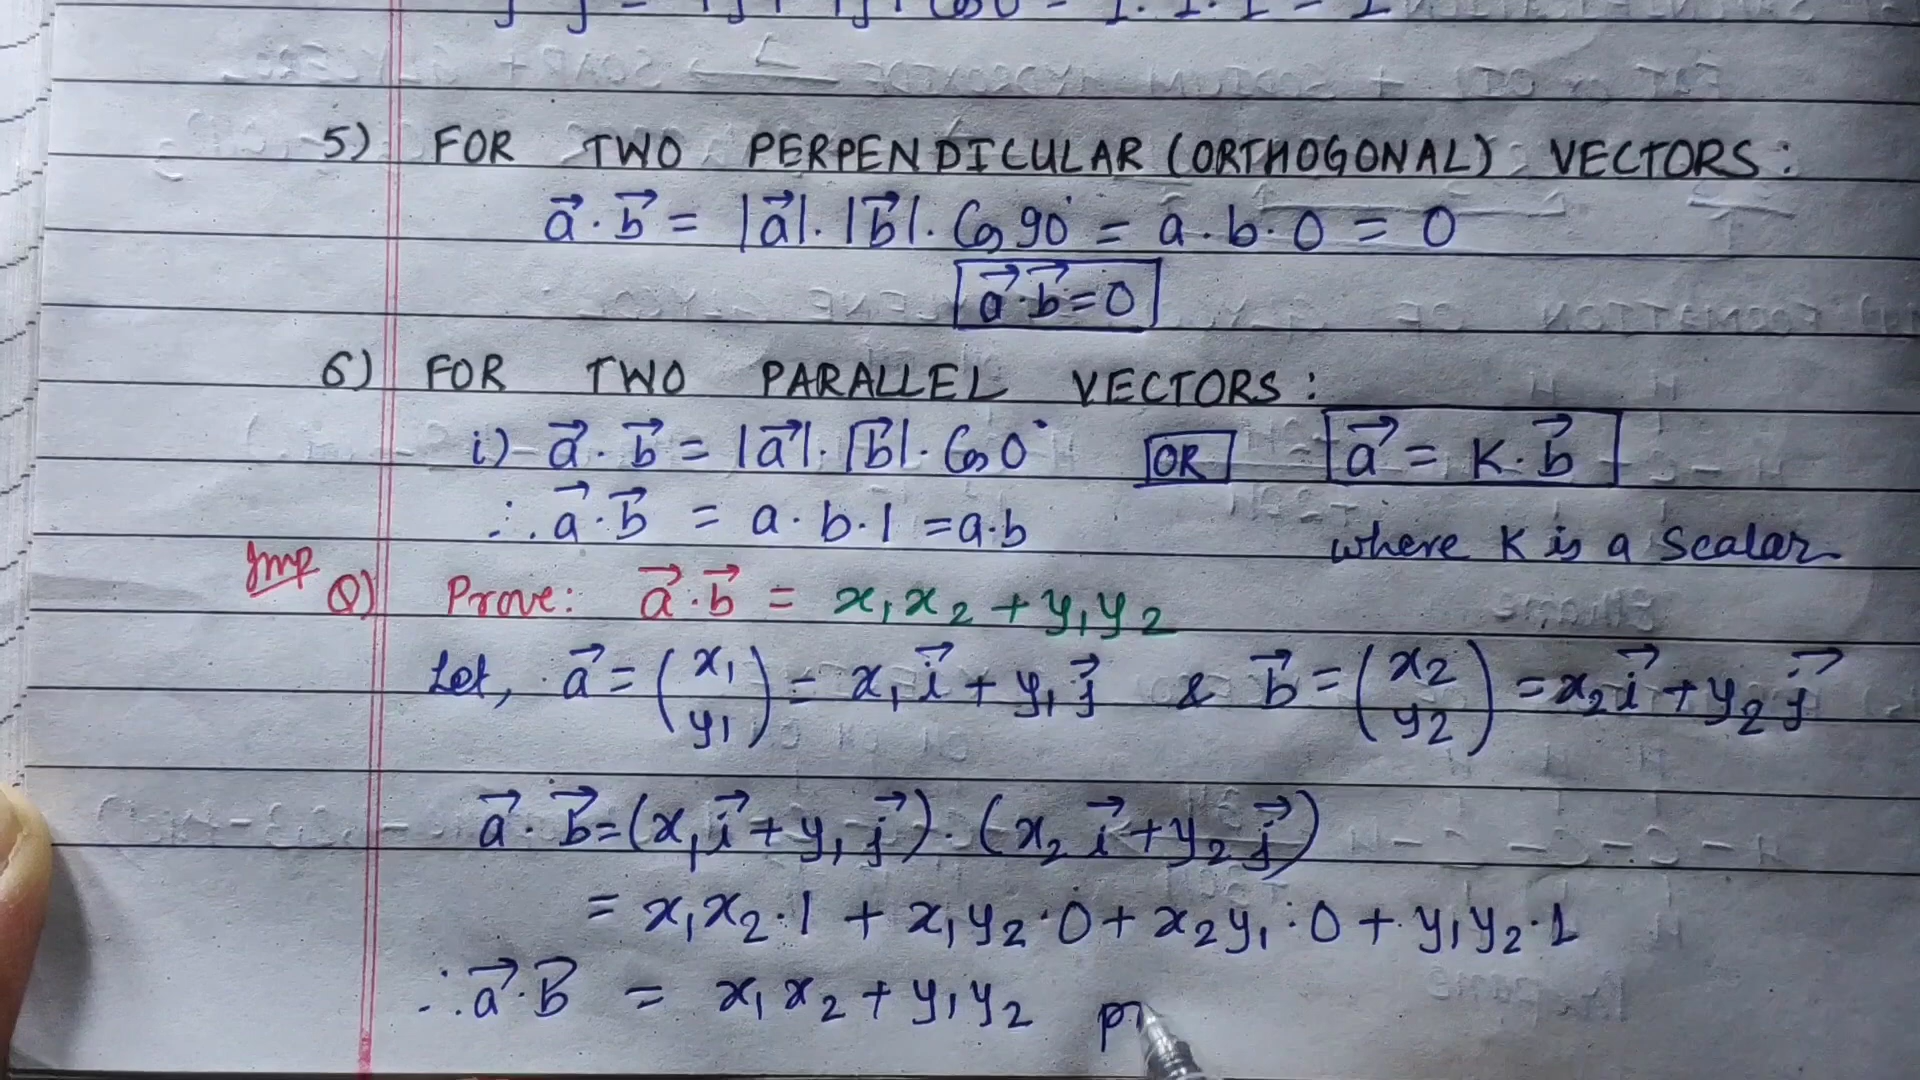 5) FOR TWO PERPENDICULAR (ORTHOGONAL) VECTORS:
a⃗ · b⃗ = |a⃗|·|b⃗|· Cos 90° = a · b · 0 = 0
a⃗·b⃗=0
6) FOR TWO PARALLEL VECTORS:
i) a⃗ · b⃗ = |a⃗|·|b⃗|· Cos 0° OR a⃗ = K · b⃗
∴ a⃗ · b⃗ = a · b · 1 = a·b where K is a scalar
Imp Q) Prove: a⃗ · b⃗ = x₁x₂ + y₁y₂
Let, a⃗ = (x₁ y₁) = x₁i⃗ + y₁j⃗ & b⃗ = (x₂ y₂) = x₂i⃗ + y₂j⃗
a⃗ · b⃗ = (x₁i⃗ + y₁j⃗) · (x₂i⃗ + y₂j⃗)
= x₁x₂·1 + x₁y₂·0 + x₂y₁·0 + y₁y₂·1
∴ a⃗·b⃗ = x₁x₂ + y₁y₂